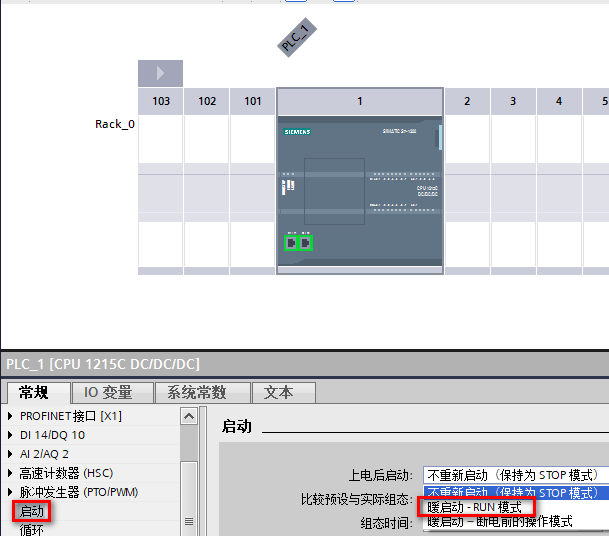 PLC_1
103 102 101 1 2 3 4 5
Rack_0
SIEMENS
SIMATIC S7-1200
CPU 1215C
DC/DC/DC
PLC_1 [CPU 1215C DC/DC/DC]
常规 IO 变量 系统常数 文本
PROFINET 接口 [X1]
DI 14/DQ 10
AI 2/AQ 2
高速计数器 (HSC)
脉冲发生器 (PTO/PWM)
启动
循环
启动
上电后启动: 不重新启动（保持为 STOP 模式）
比较预设与实际组态: 不重新启动（保持为 STOP 模式）
暖启动 - RUN 模式
组态时间: 暖启动 – 断电前的操作模式